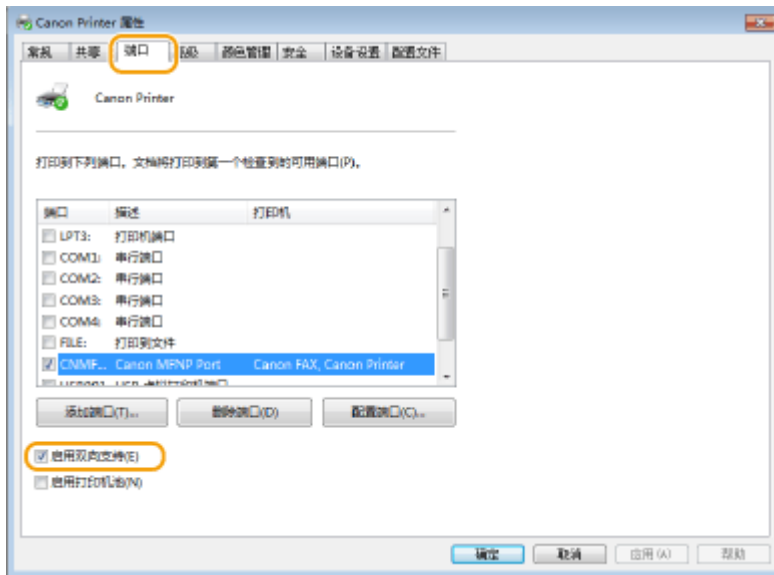 Canon Printer 属性
常规 共享 端口 高级 颜色管理 安全 设备设置 配置文件
Canon Printer
打印到下列端口。文档将打印到第一个检查到的可用端口(P)。
端口 描述 打印机
LPT3: 打印机端口
COM1: 串行端口
COM2: 串行端口
COM3: 串行端口
COM4: 串行端口
FILE: 打印到文件
CNMF... Canon MFNP Port Canon FAX, Canon Printer
添加端口(T)... 删除端口(D) 配置端口(C)...
启用双向支持(E)
启用打印机池(N)
确定 取消 应用(A) 帮助